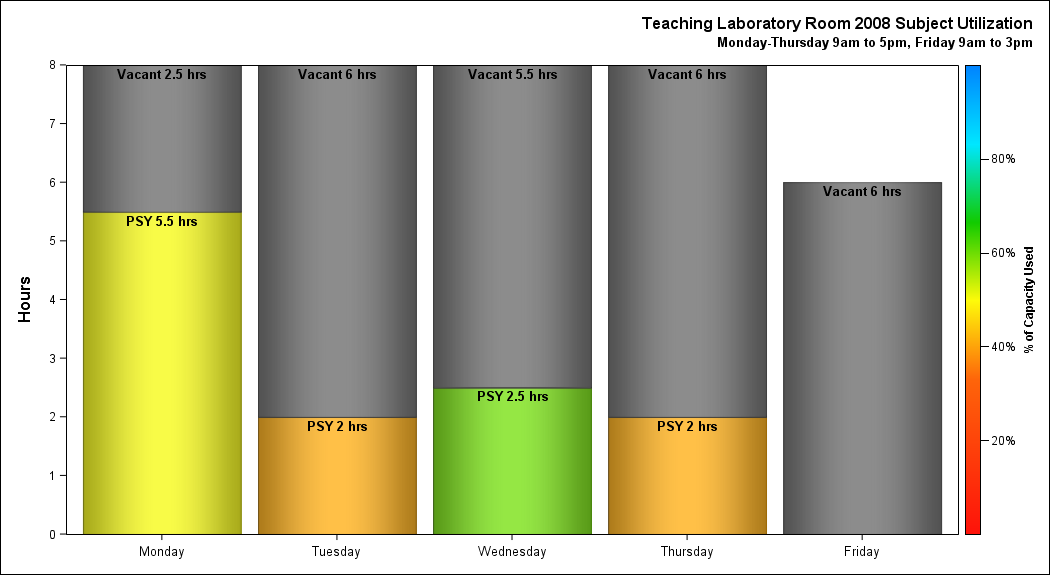 Teaching Laboratory Room 2008 Subject Utilization
Monday-Thursday 9am to 5pm, Friday 9am to 3pm
Hours
8
7
6
5
4
3
2
1
0
Vacant 2.5 hrs
PSY 5.5 hrs
Vacant 6 hrs
PSY 2 hrs
Vacant 5.5 hrs
PSY 2.5 hrs
Vacant 6 hrs
PSY 2 hrs
Vacant 6 hrs
Monday
Tuesday
Wednesday
Thursday
Friday
80%
60%
40%
20%
% of Capacity Used